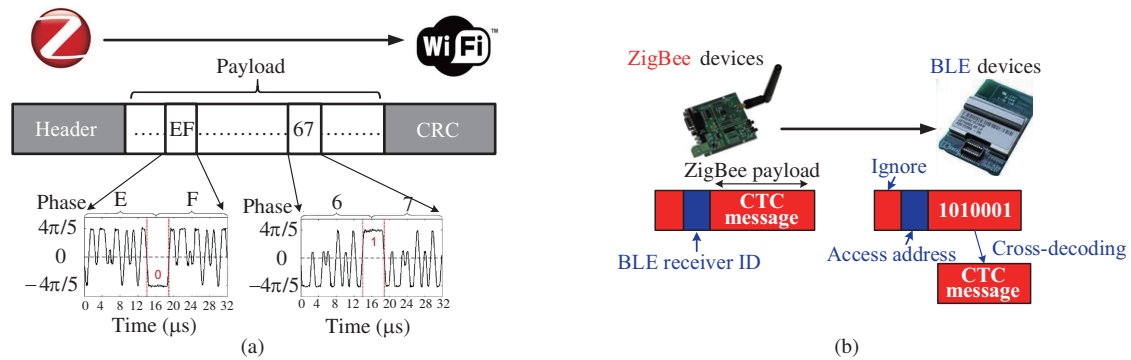 Z
WiFi™
Payload
Header
.....
EF
............
67
........
CRC
Phase
E
F
4π/5
0
−4π/5
0
0 4 8 12 16 20 24 28 32
Time (μs)
Phase
6
7
4π/5
0
−4π/5
1
0 4 8 12 16 20 24 28 32
Time (μs)
(a)
ZigBee devices
BLE devices
ZigBee payload
CTC
message
BLE receiver ID
Ignore
1010001
Access address
Cross-decoding
CTC
message
(b)